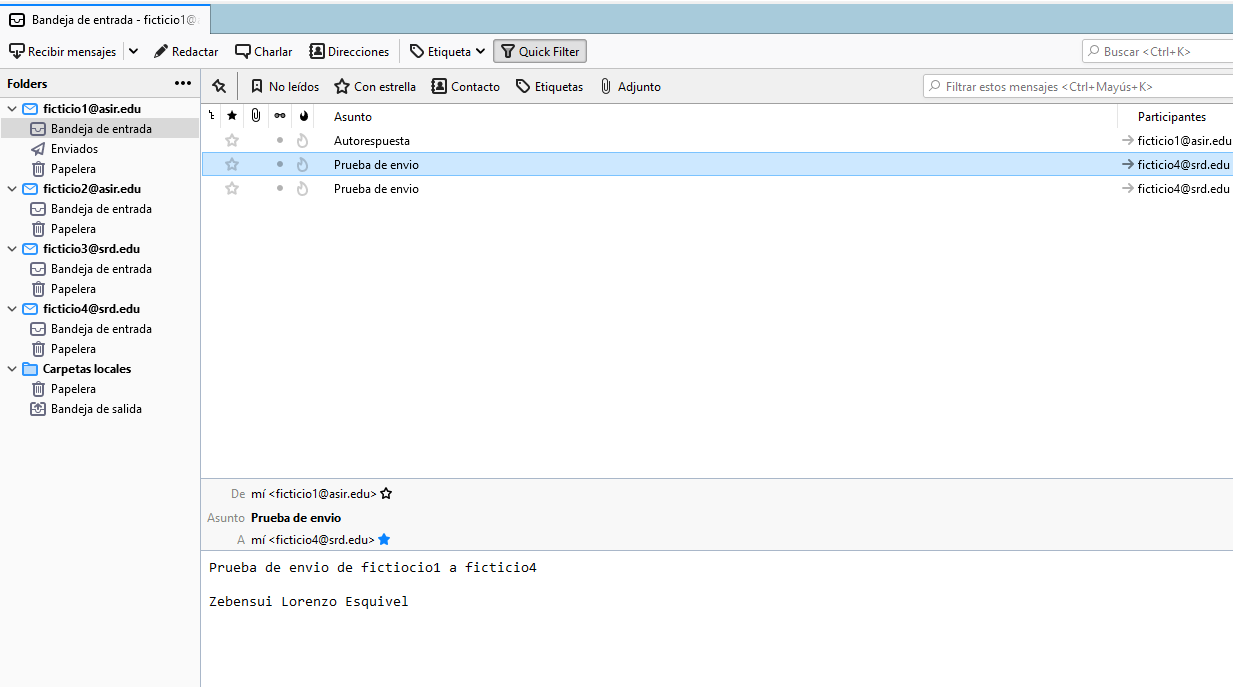 Bandeja de entrada - ficticio1@
Recibir mensajes Redactar Charlar Direcciones Etiqueta Quick Filter Buscar <Ctrl+K>
Folders ••• No leídos Con estrella Contacto Etiquetas Adjunto Filtrar estos mensajes <Ctrl+Mayús+K>
ficticio1@asir.edu
Bandeja de entrada
Enviados
Papelera
ficticio2@asir.edu
Bandeja de entrada
Papelera
ficticio3@srd.edu
Bandeja de entrada
Papelera
ficticio4@srd.edu
Bandeja de entrada
Papelera
Carpetas locales
Papelera
Bandeja de salida
Asunto Participantes
Autorespuesta ficticio1@asir.edu
Prueba de envio ficticio4@srd.edu
Prueba de envio ficticio4@srd.edu
De mí <ficticio1@asir.edu>
Asunto Prueba de envio
A mí <ficticio4@srd.edu>
Prueba de envio de fictiocio1 a ficticio4
Zebensui Lorenzo Esquivel